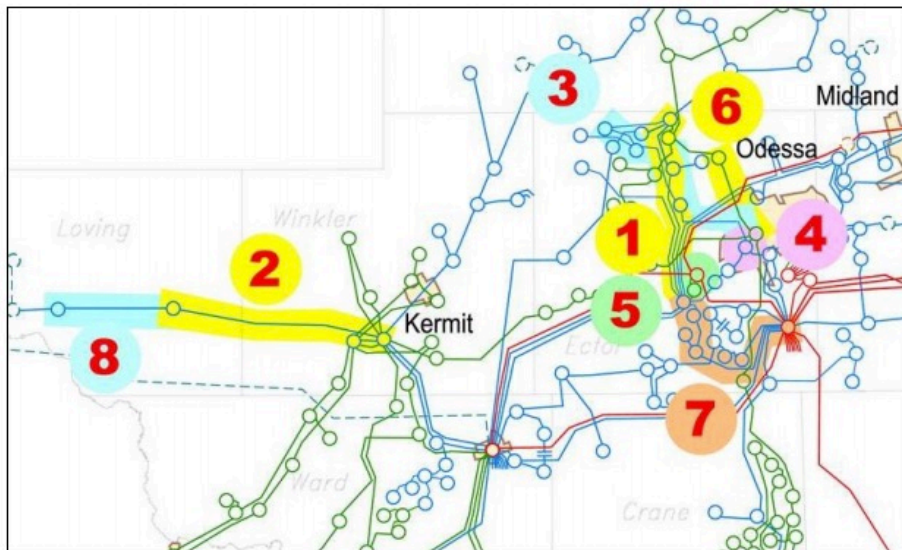 3
6
Midland
Odessa
Loving
Winkler
1
4
2
5
Kermit
Ector
8
7
Ward
Crane